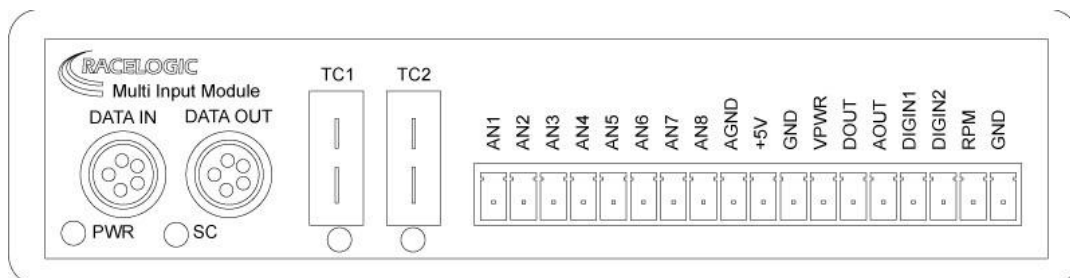 RACELOGIC
Multi Input Module
DATA IN DATA OUT
PWR SC
TC1 TC2
AN1 AN2 AN3 AN4 AN5 AN6 AN7 AN8 AGND +5V GND VPWR DOUT AOUT DIGIN1 DIGIN2 RPM GND